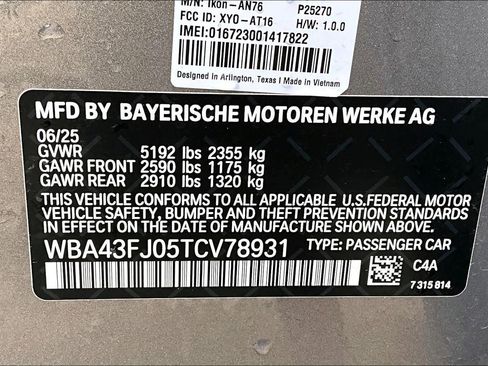 M/N: Ikon-AN76 P25270
FCC ID: XYO-AT16 H/W: 1.0.0
IMEI:016723001417822
Designed in Arlington, Texas | Made in Vietnam
MFD BY BAYERISCHE MOTOREN WERKE AG
06/25
GVWR 5192 lbs 2355 kg
GAWR FRONT 2590 lbs 1175 kg
GAWR REAR 2910 lbs 1320 kg
THIS VEHICLE CONFORMS TO ALL APPLICABLE U.S.FEDERAL MOTOR
VEHICLE SAFETY, BUMPER, AND THEFT PREVENTION STANDARDS
IN EFFECT ON THE DATE OF MANUFACTURE SHOWN ABOVE.
WBA43FJ05TCV78931 TYPE: PASSENGER CAR
C4A
7 315 814